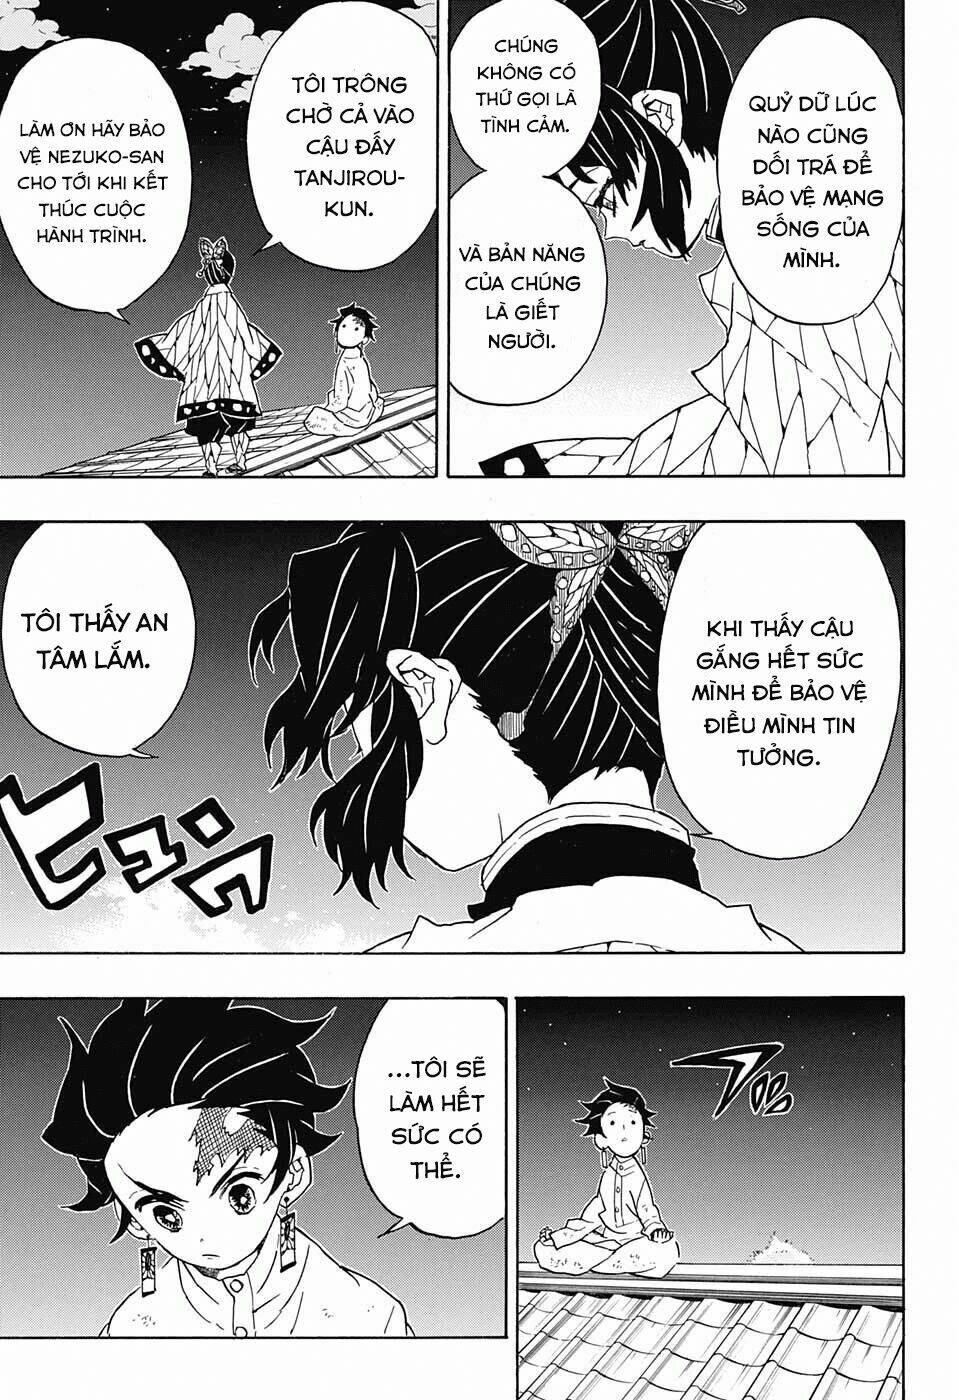 QUỶ DỮ LÚC
NÀO CŨNG
DỐI TRÁ ĐỂ
BẢO VỆ MẠNG
SỐNG CỦA
MÌNH.
CHÚNG
KHÔNG CÓ
THỨ GỌI LÀ
TÌNH CẢM.
VÀ BẢN NĂNG
CỦA CHÚNG
LÀ GIẾT
NGƯỜI.
TÔI TRÔNG
CHỜ CẢ VÀO
CẬU ĐẤY
TANJIROU-
KUN.
LÀM ƠN HÃY BẢO
VỆ NEZUKO-SAN
CHO TỚI KHI KẾT
THÚC CUỘC
HÀNH TRÌNH.
KHI THẤY CẬU
GẮNG HẾT SỨC
MÌNH ĐỂ BẢO VỆ
ĐIỀU MÌNH TIN
TƯỞNG.
TÔI THẤY AN
TÂM LẮM.
ヒュウゥ
...TÔI SẼ
LÀM HẾT
SỨC CÓ
THỂ.